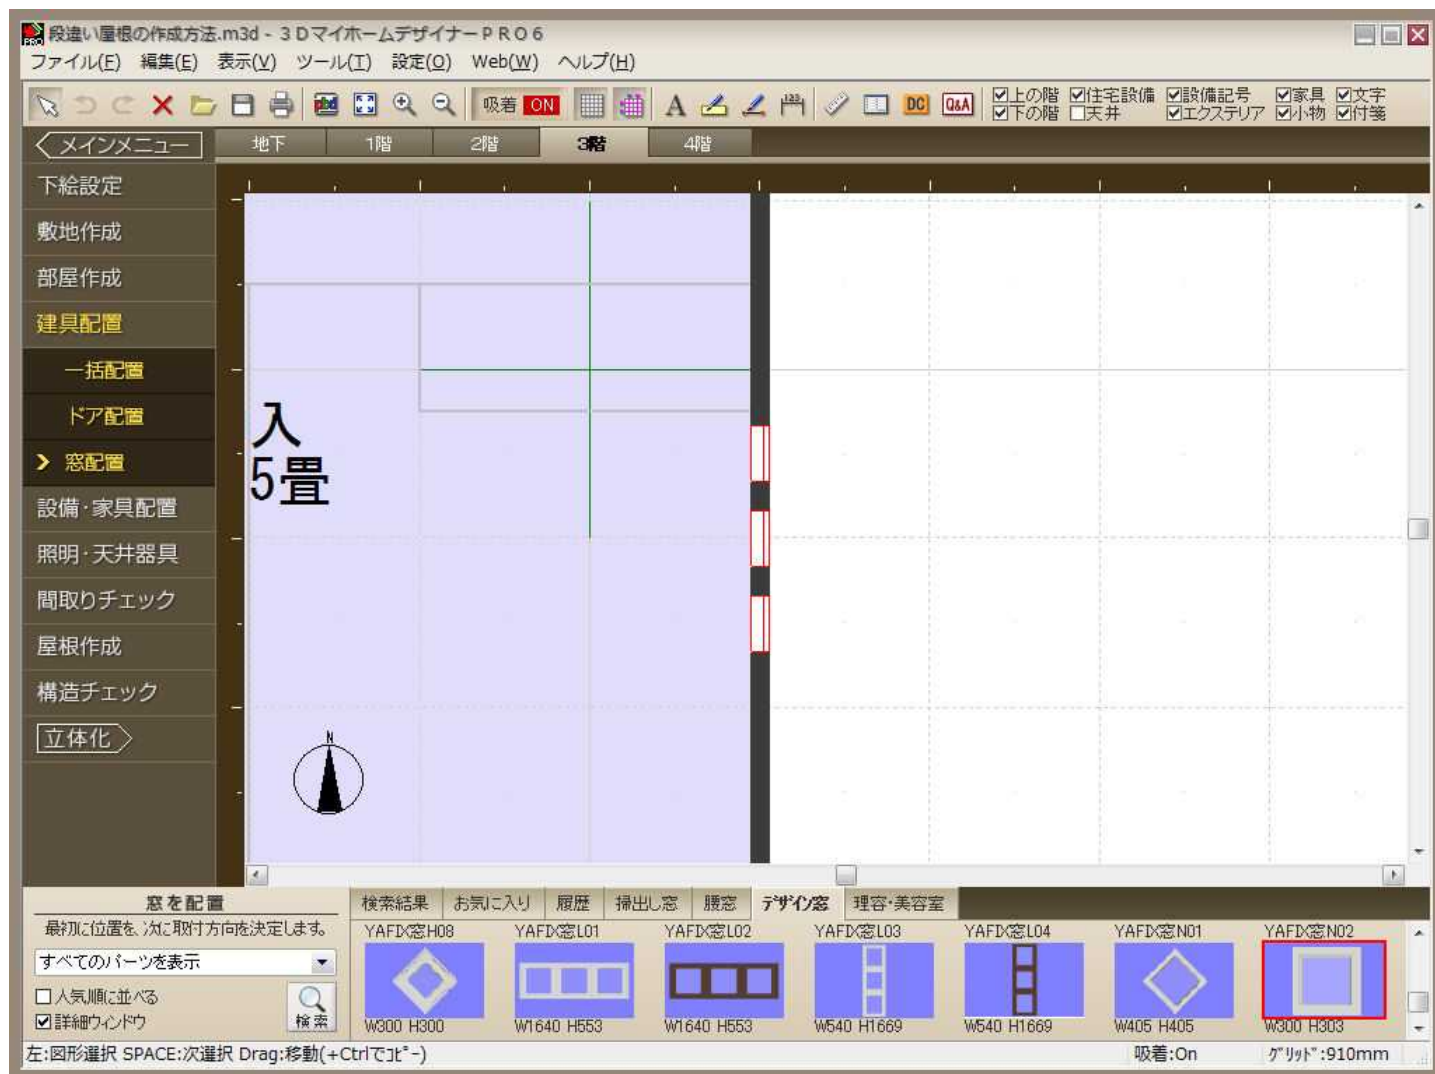 段違い屋根の作成方法.m3d - ３ＤマイホームデザイナーＰＲＯ６
ファイル(F) 編集(E) 表示(V) ツール(T) 設定(O) Web(W) ヘルプ(H)
吸着 ON A 123 DC Q&A
上の階 住宅設備 設備記号 家具 文字
下の階 天井 エクステリア 小物 付箋
メインメニュー 地下 1階 2階 3階 4階
下絵設定
敷地作成
部屋作成
建具配置
一括配置
ドア配置
窓配置
設備・家具配置
照明・天井器具
間取りチェック
屋根作成
構造チェック
立体化
入
5畳
N
窓を配置
最初に位置を、次に取付方向を決定します。
すべてのパーツを表示
人気順に並べる
詳細ウィンドウ
検索
検索結果 お気に入り 履歴 掃出し窓 腰窓 デザイン窓 理容・美容室
YAFIX窓H08 YAFIX窓L01 YAFIX窓L02 YAFIX窓L03 YAFIX窓L04 YAFIX窓N01 YAFIX窓N02
W300 H300 W1640 H553 W1640 H553 W540 H1669 W540 H1669 W405 H405 W300 H303
左:図形選択 SPACE:次選択 Drag:移動(+Ctrlでｺﾋﾟｰ) 吸着:On ｸﾞﾘｯﾄﾞ:910mm